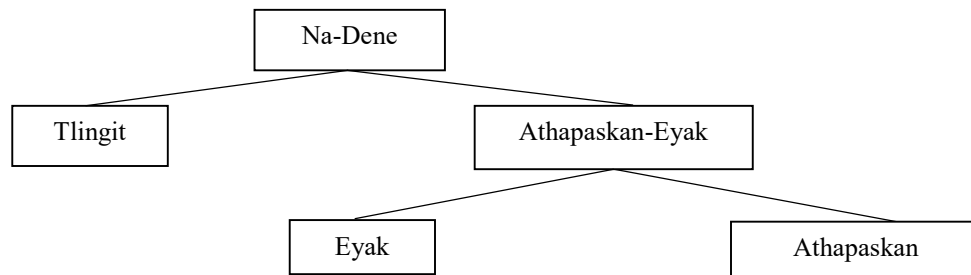 Na-Dene
Tlingit
Athapaskan-Eyak
Eyak
Athapaskan